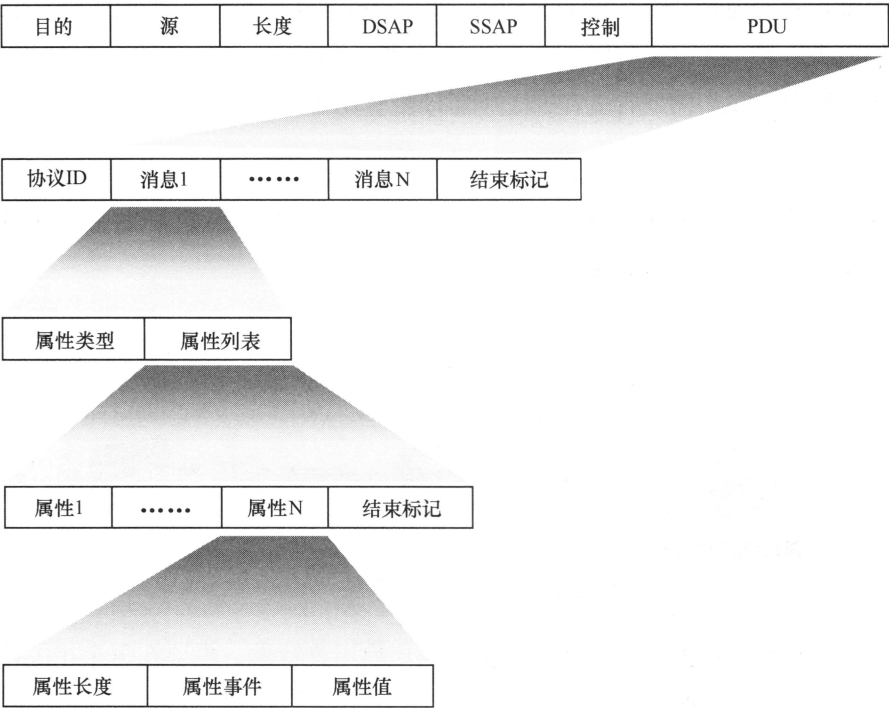 目的 源 长度 DSAP SSAP 控制 PDU
协议ID 消息1 …… 消息N 结束标记
属性类型 属性列表
属性1 …… 属性N 结束标记
属性长度 属性事件 属性值